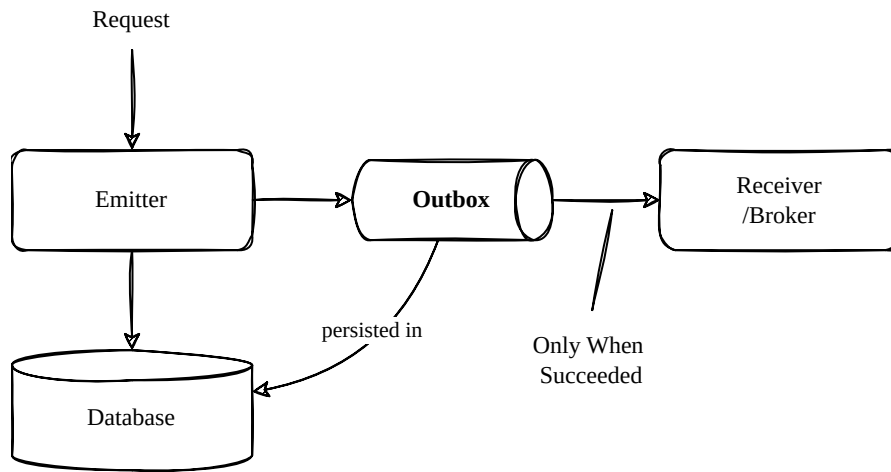 Request
Emitter
Outbox
Receiver
/Broker
persisted in
Only When
Succeeded
Database